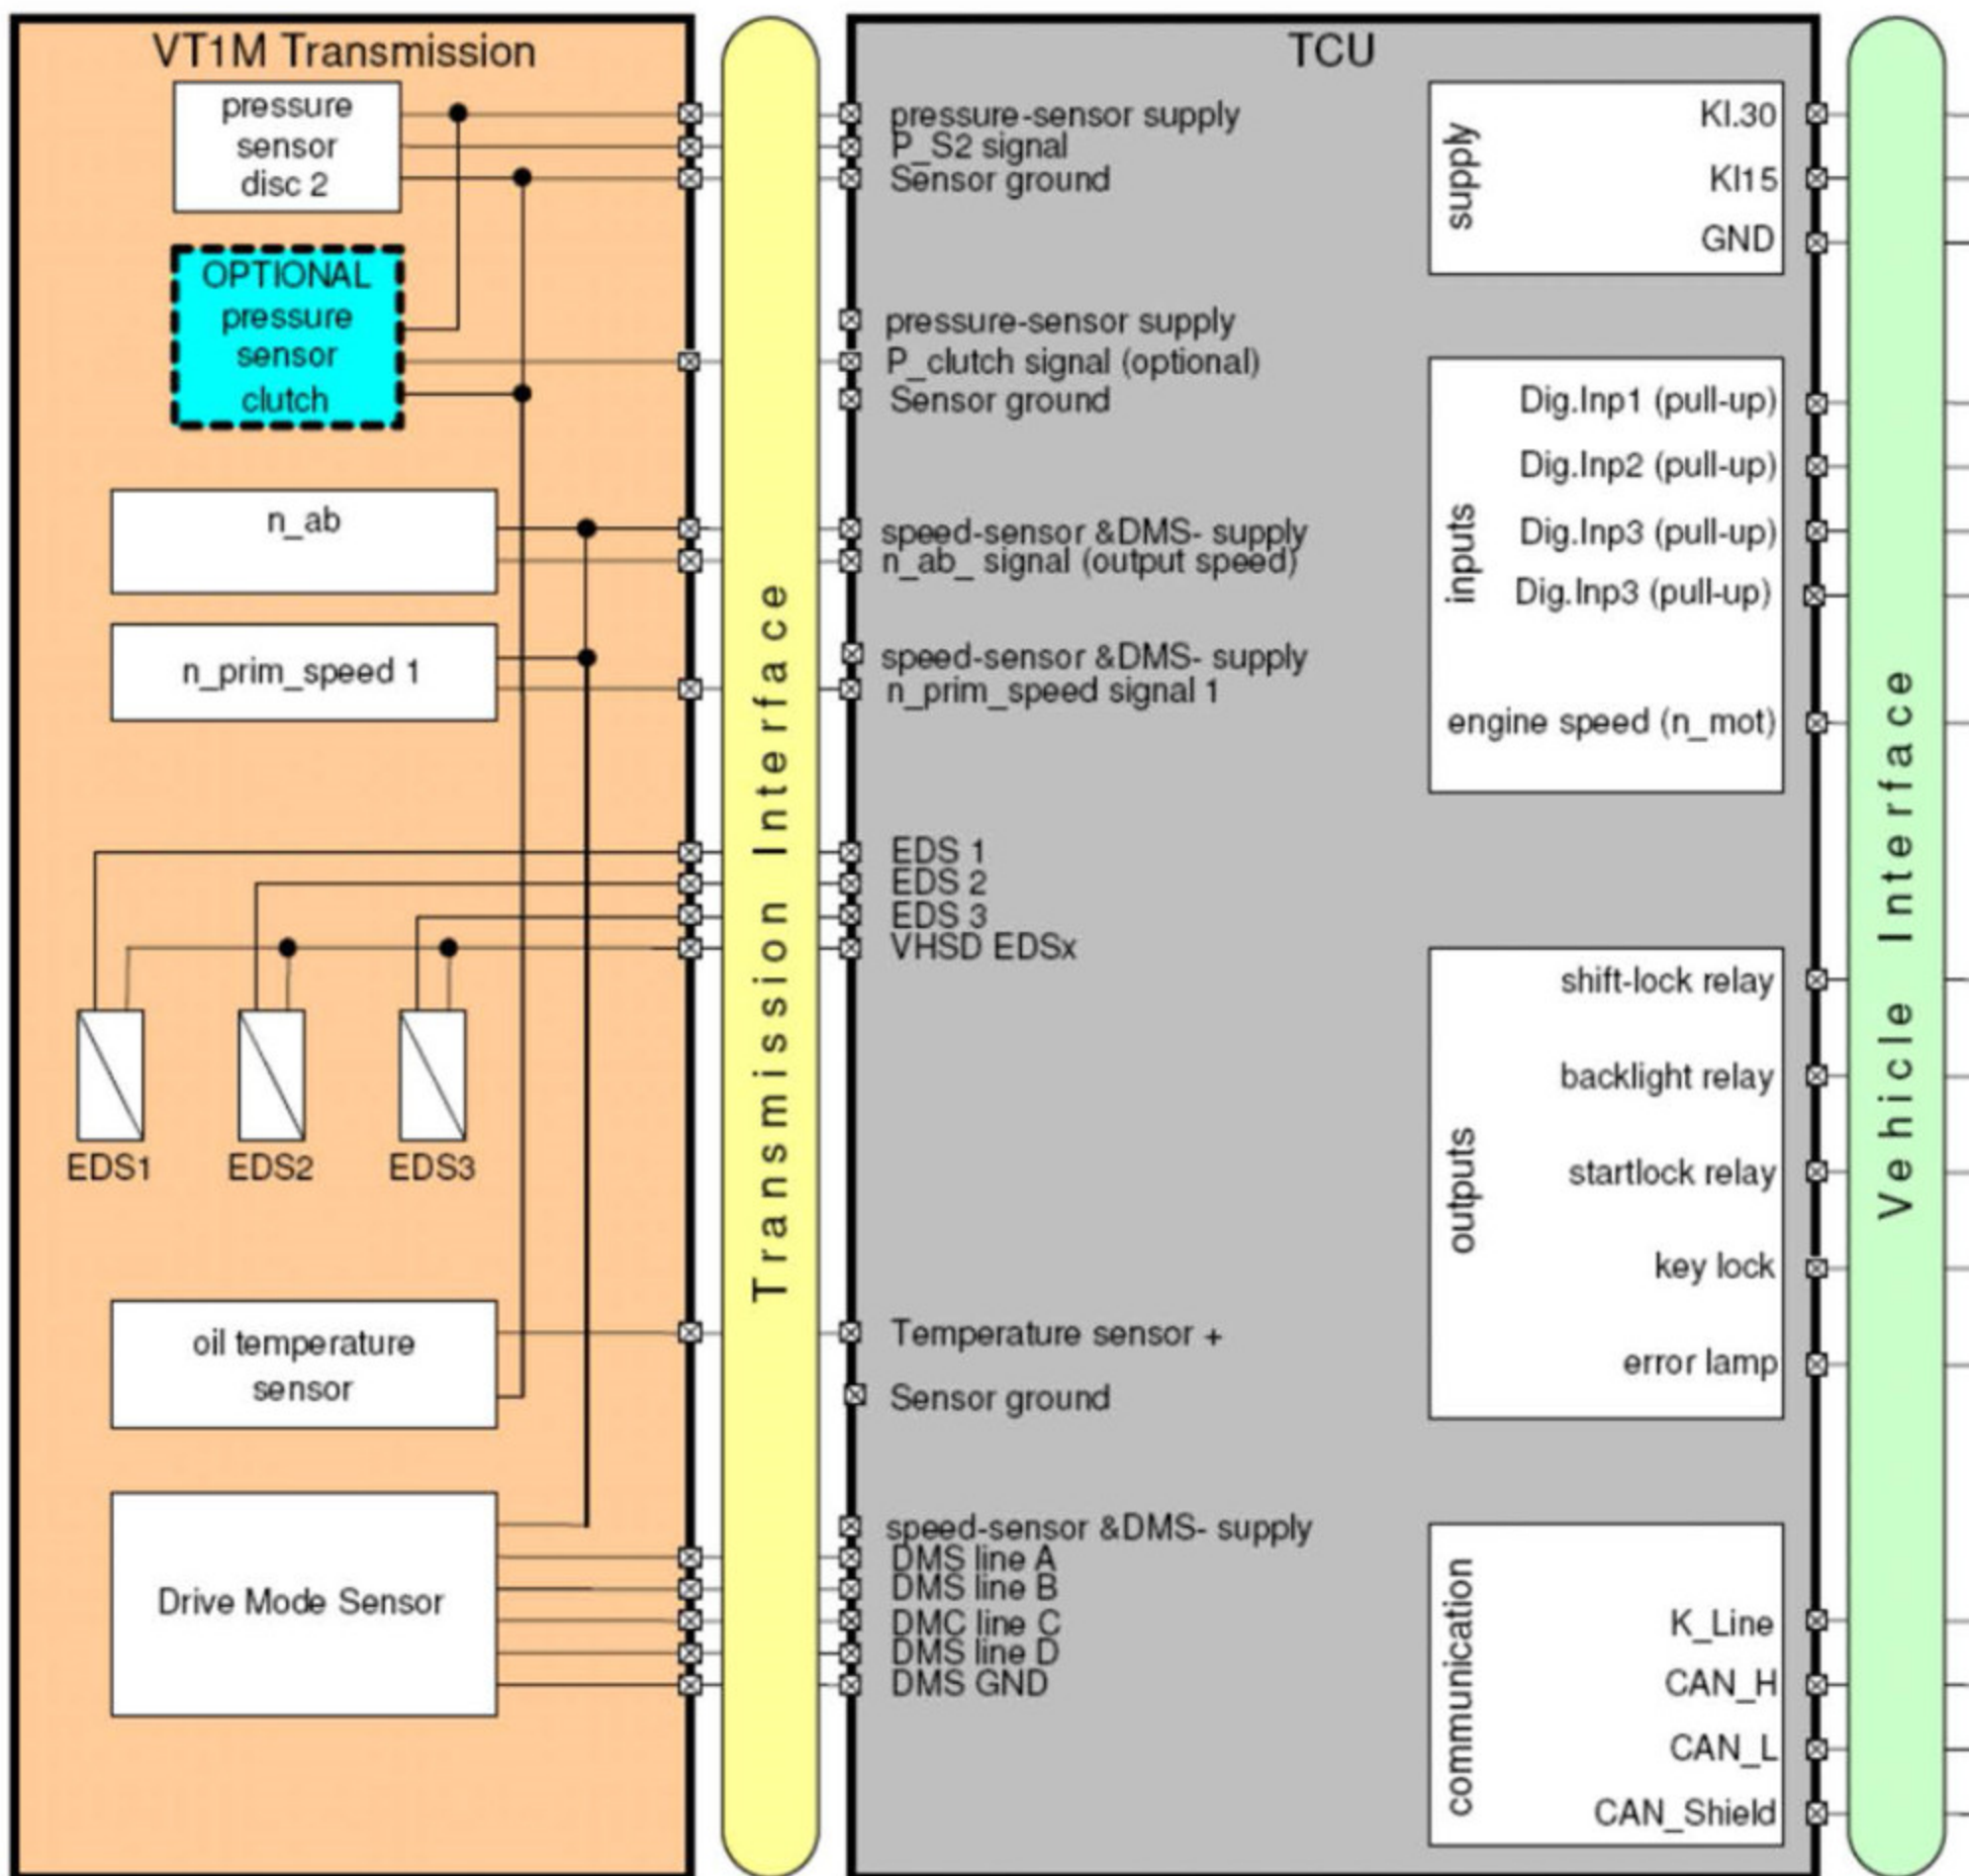 VT1M Transmission
pressure
sensor
disc 2
OPTIONAL
pressure
sensor
clutch
n_ab
n_prim_speed 1
EDS1
EDS2
EDS3
oil temperature
sensor
Drive Mode Sensor
Transmission Interface
TCU
pressure-sensor supply
P_S2 signal
Sensor ground
pressure-sensor supply
P_clutch signal (optional)
Sensor ground
speed-sensor &DMS- supply
n_ab_ signal (output speed)
speed-sensor &DMS- supply
n_prim_speed signal 1
EDS 1
EDS 2
EDS 3
VHSD EDSx
Temperature sensor +
Sensor ground
speed-sensor &DMS- supply
DMS line A
DMS line B
DMC line C
DMS line D
DMS GND
supply
Kl.30
Kl15
GND
inputs
Dig.Inp1 (pull-up)
Dig.Inp2 (pull-up)
Dig.Inp3 (pull-up)
Dig.Inp3 (pull-up)
engine speed (n_mot)
outputs
shift-lock relay
backlight relay
startlock relay
key lock
error lamp
communication
K_Line
CAN_H
CAN_L
CAN_Shield
Vehicle Interface